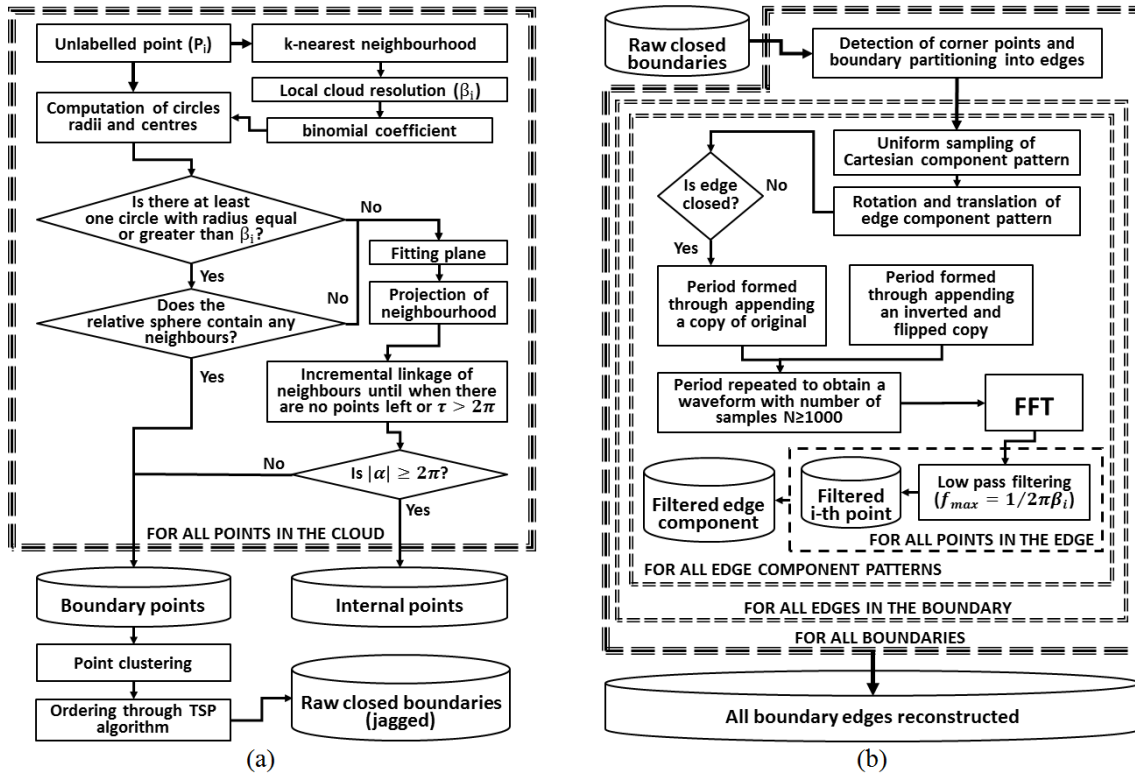 Unlabelled point (Pᵢ)
k-nearest neighbourhood
Local cloud resolution (βᵢ)
Computation of circles
radii and centres
binomial coefficient
Is there at least
one circle with radius equal
or greater than βᵢ?
No
Yes
Fitting plane
Does the
relative sphere contain any
neighbours?
No
Projection of
neighbourhood
Yes
Incremental linkage of
neighbours until when there
are no points left or τ > 2π
No
Is |α| ≥ 2π?
Yes
FOR ALL POINTS IN THE CLOUD
Boundary points
Internal points
Point clustering
Ordering through TSP
algorithm
Raw closed boundaries
(jagged)
(a)
Raw closed
boundaries
Detection of corner points and
boundary partitioning into edges
Uniform sampling of
Cartesian component pattern
Is edge
closed?
No
Rotation and translation of
edge component pattern
Yes
Period formed
through appending
a copy of original
Period formed
through appending
an inverted and
flipped copy
Period repeated to obtain a
waveform with number of
samples N≥1000
FFT
Low pass filtering
(f_max = 1/2πβᵢ)
Filtered
i-th point
Filtered edge
component
FOR ALL POINTS IN THE EDGE
FOR ALL EDGE COMPONENT PATTERNS
FOR ALL EDGES IN THE BOUNDARY
FOR ALL BOUNDARIES
All boundary edges reconstructed
(b)